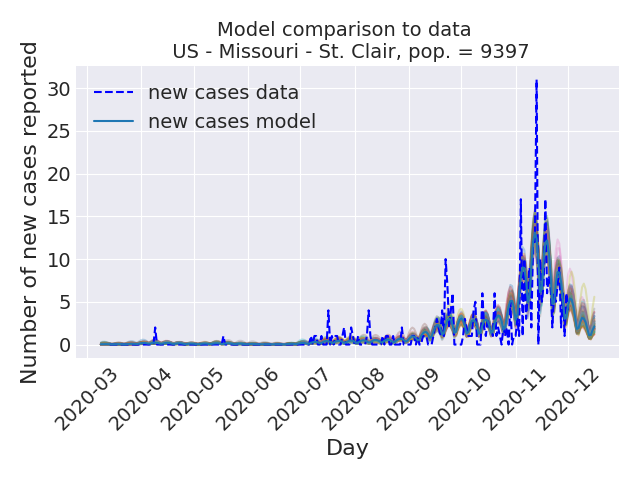 Model comparison to data
US - Missouri - St. Clair, pop. = 9397
Number of new cases reported
30
25
20
15
10
5
0
new cases data
new cases model
2020-03
2020-04
2020-05
2020-06
2020-07
2020-08
2020-09
2020-10
2020-11
2020-12
Day